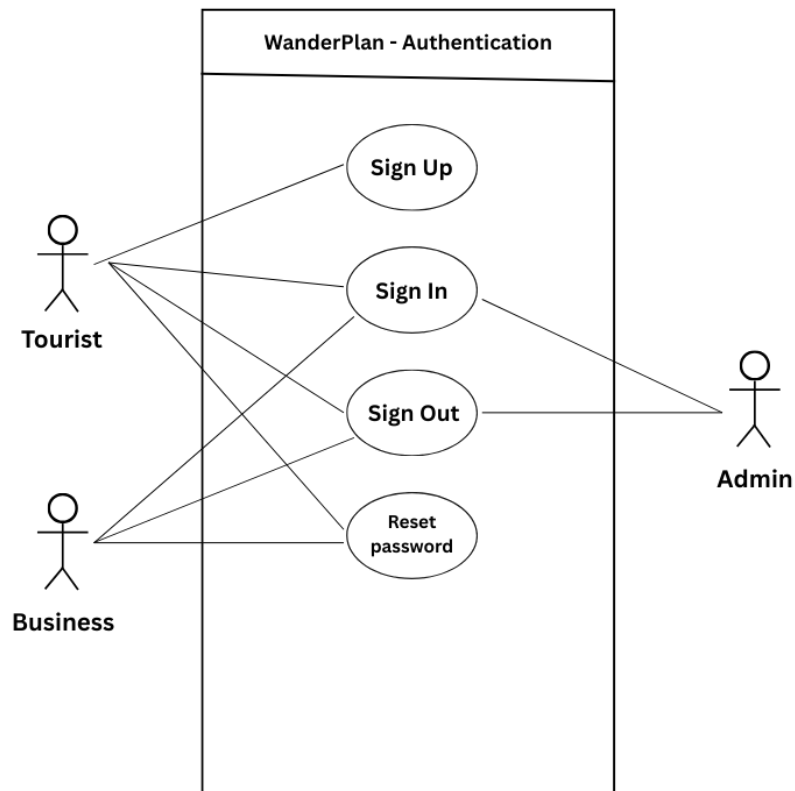 WanderPlan - Authentication
Sign Up
Sign In
Sign Out
Reset
password
Tourist
Business
Admin